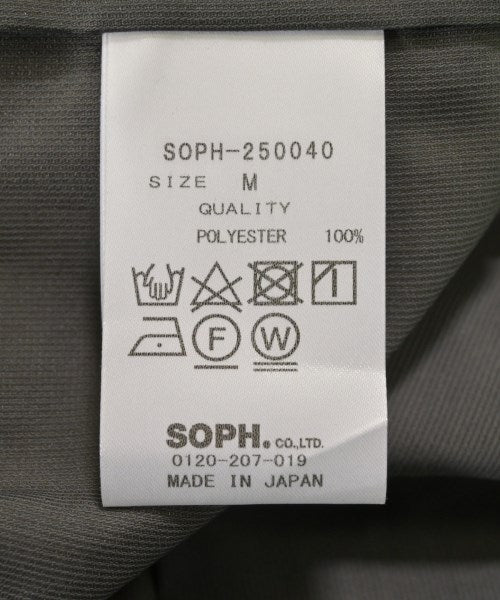 SOPH-250040
SIZE M
QUALITY
POLYESTER 100%
F W
SOPH. CO.,LTD.
0120-207-019
MADE IN JAPAN